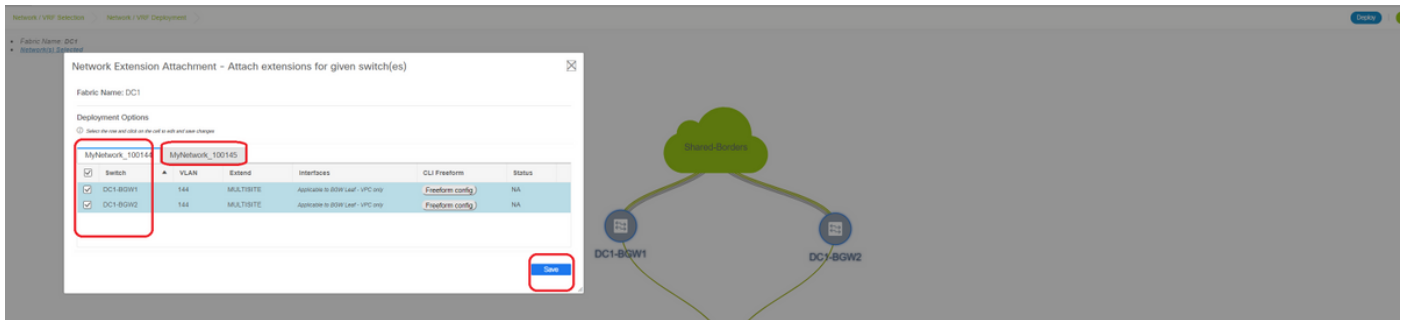 Network / VRF Selection Network / VRF Deployment
Deploy
Fabric Name: DC1
Network(s) Selected
Network Extension Attachment - Attach extensions for given switch(es)
Fabric Name: DC1
Deployment Options
Select the row and click on the cell to edit and save changes
MyNetwork_100144 MyNetwork_100145
Switch VLAN Extend Interfaces CLI Freeform Status
DC1-BGW1 144 MULTISITE Applicable to BGW Leaf - VPC only Freeform config NA
DC1-BGW2 144 MULTISITE Applicable to BGW Leaf - VPC only Freeform config NA
Save
Shared-Borders
DC1-BGW1
DC1-BGW2